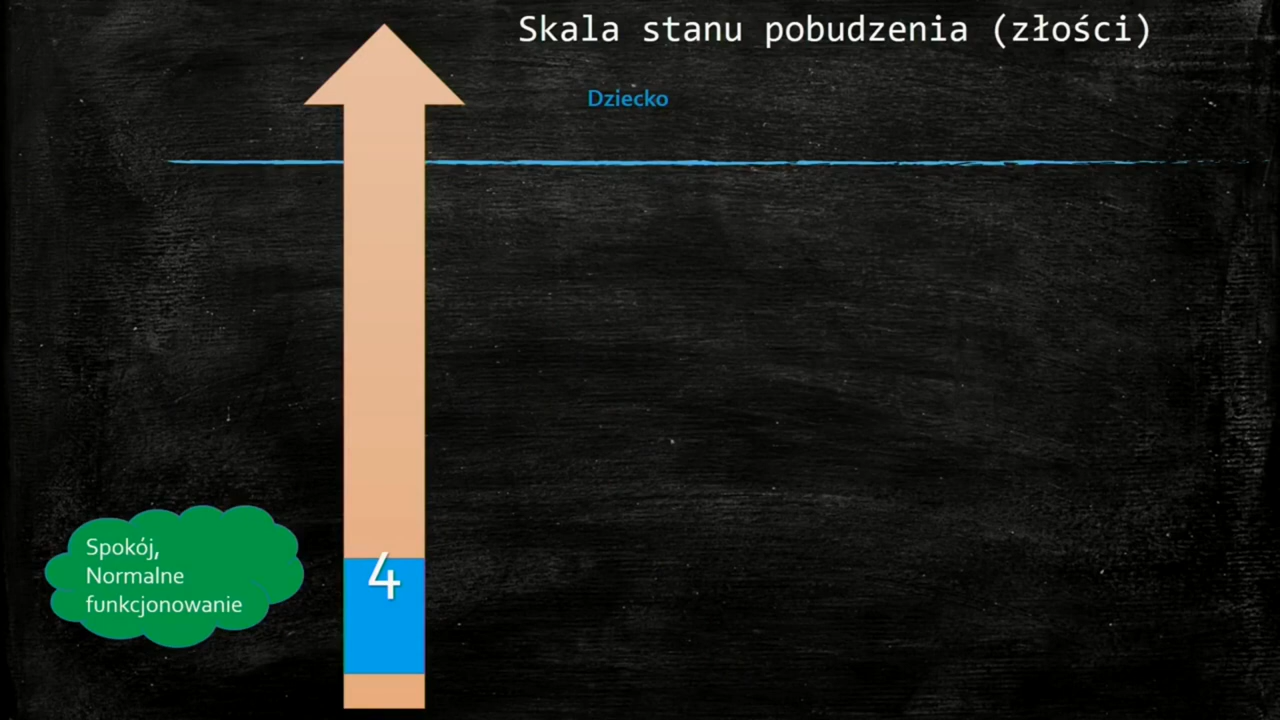 Skala stanu pobudzenia (złości)
Dziecko
4
Spokój,
Normalne
funkcjonowanie